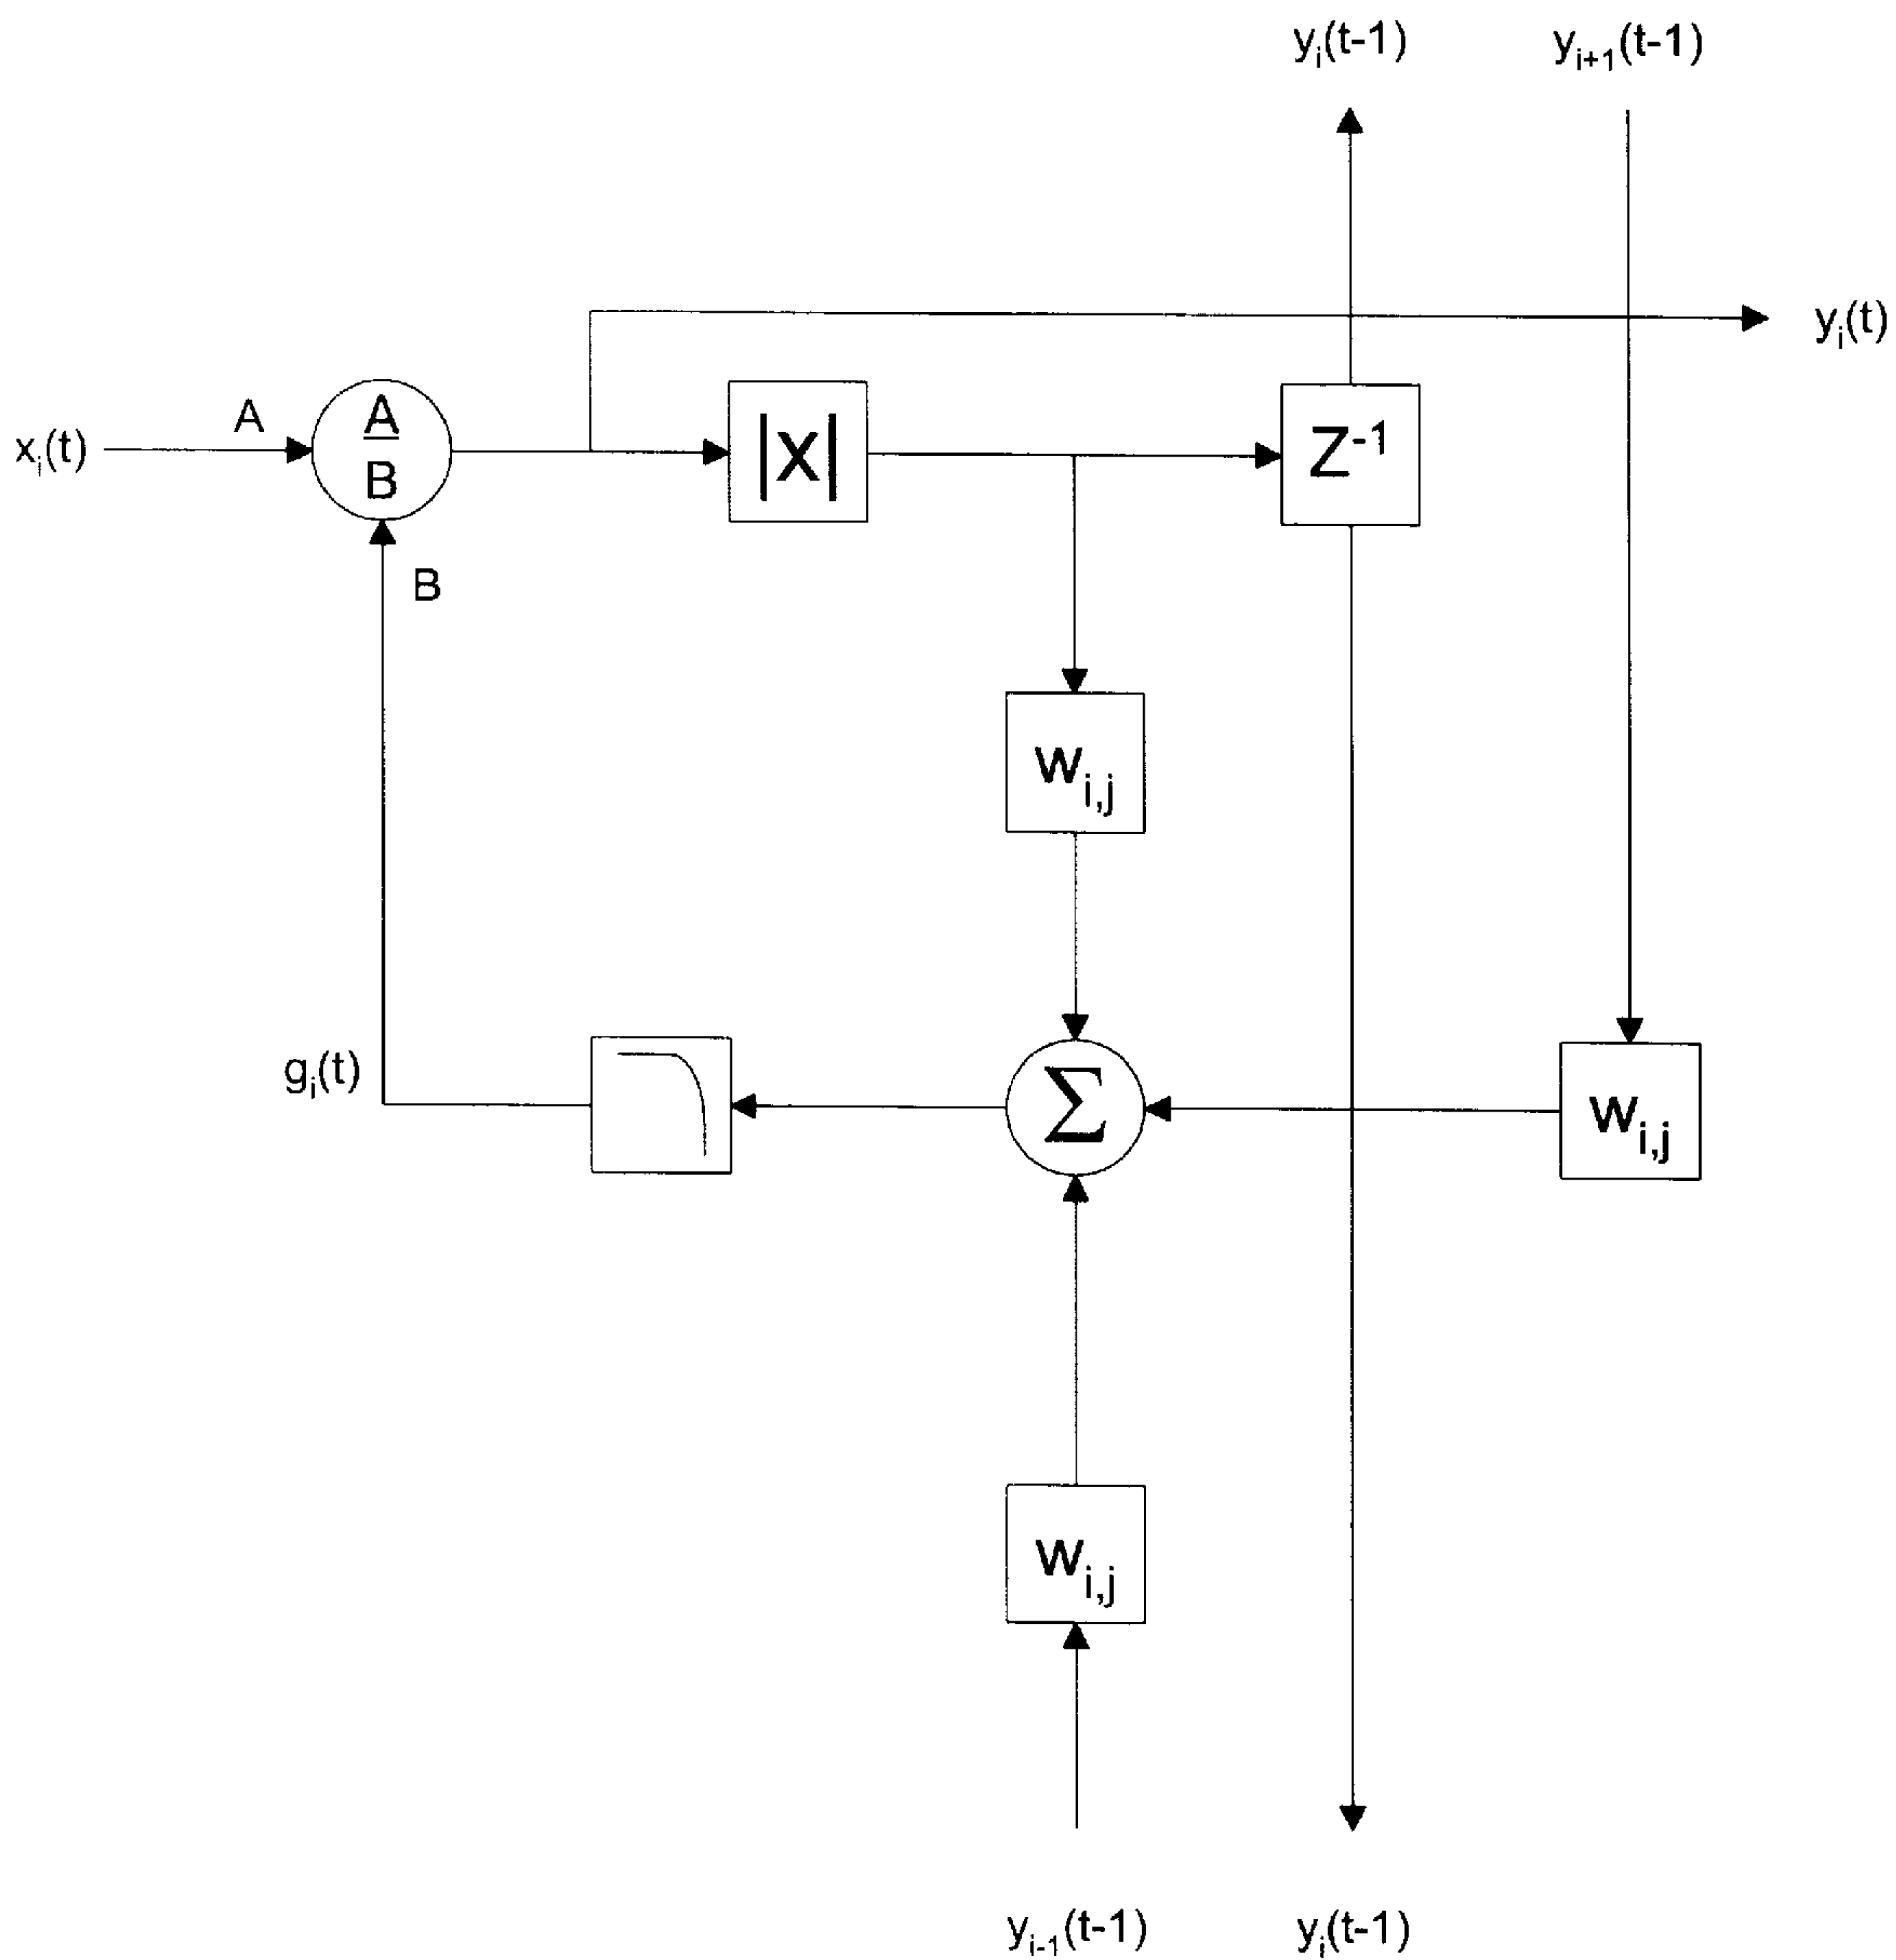 yᵢ(t-1)
yᵢ₊₁(t-1)
yᵢ(t)
xᵢ(t)
A
A
B
|x|
Z⁻¹
B
wᵢ,ⱼ
gᵢ(t)
Σ
wᵢ,ⱼ
wᵢ,ⱼ
yᵢ₋₁(t-1)
yᵢ(t-1)